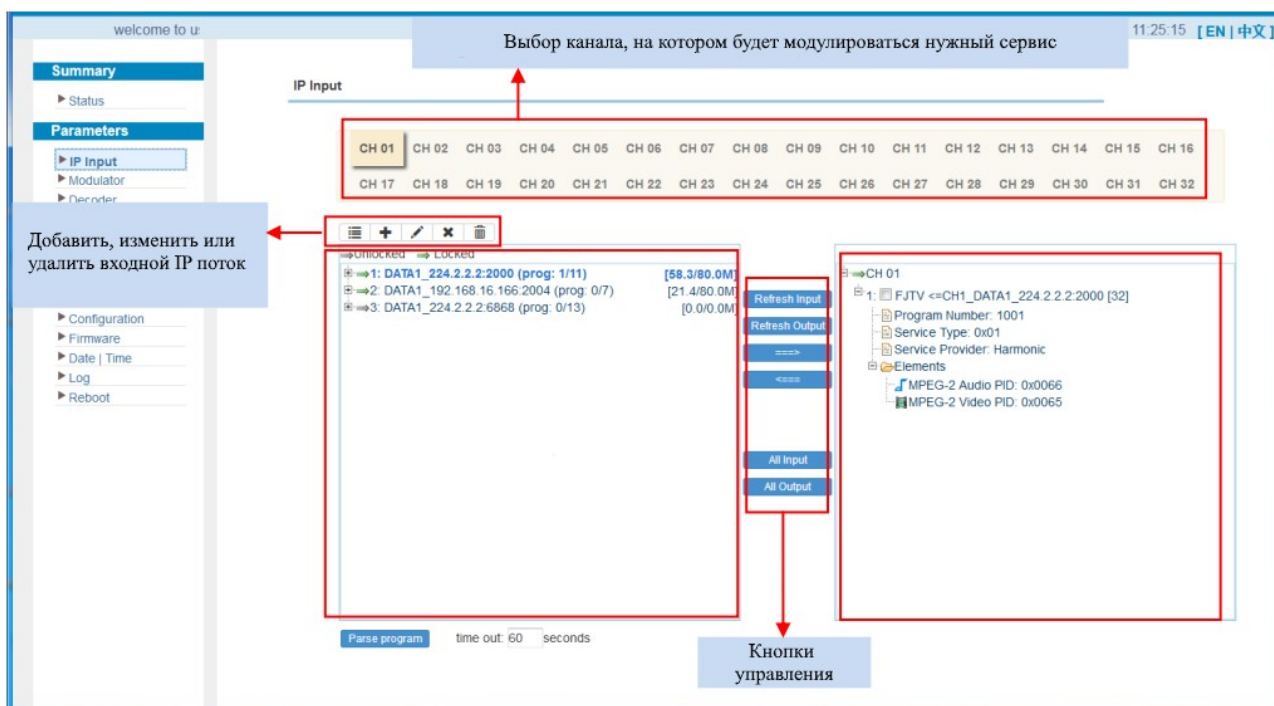 welcome to u
11:25:15 [ EN | 中文 ]
Выбор канала, на котором будет модулироваться нужный сервис
Summary
Status
Parameters
IP Input
Modulator
Decoder
Configuration
Firmware
Date | Time
Log
Reboot
IP Input
CH 01 CH 02 CH 03 CH 04 CH 05 CH 06 CH 07 CH 08 CH 09 CH 10 CH 11 CH 12 CH 13 CH 14 CH 15 CH 16
CH 17 CH 18 CH 19 CH 20 CH 21 CH 22 CH 23 CH 24 CH 25 CH 26 CH 27 CH 28 CH 29 CH 30 CH 31 CH 32
Добавить, изменить или
удалить входной IP поток
Unlocked Locked
1: DATA1_224.2.2.2:2000 (prog: 1/11) [58.3/80.0M]
2: DATA1_192.168.16.166:2004 (prog: 0/7) [21.4/80.0M]
3: DATA1_224.2.2.2:6868 (prog: 0/13) [0.0/0.0M]
Refresh Input
Refresh Output
===>
<===
All Input
All Output
CH 01
1: FJTV <=CH1_DATA1_224.2.2.2:2000 [32]
Program Number: 1001
Service Type: 0x01
Service Provider: Harmonic
Elements
MPEG-2 Audio PID: 0x0066
MPEG-2 Video PID: 0x0065
Parse program time out: 60 seconds
Кнопки
управления